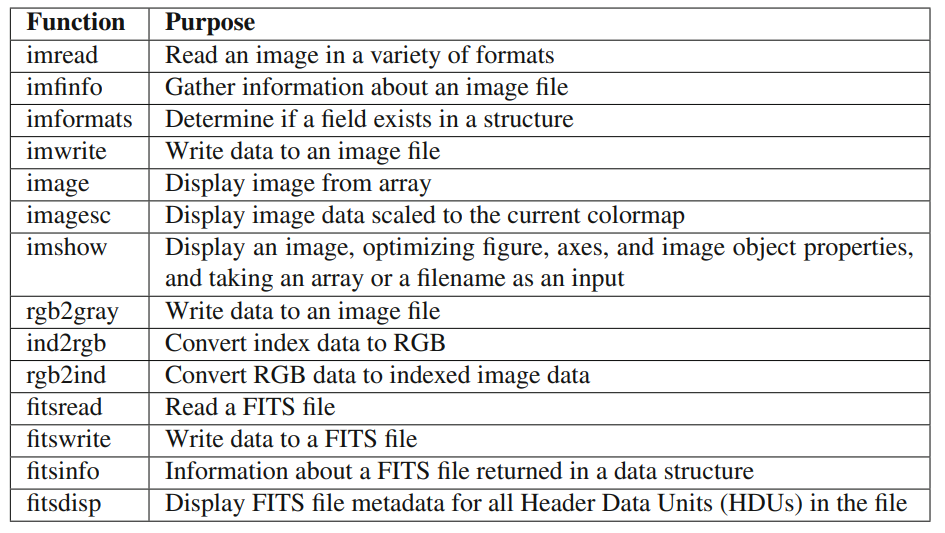 Function Purpose
imread Read an image in a variety of formats
imfinfo Gather information about an image file
imformats Determine if a field exists in a structure
imwrite Write data to an image file
image Display image from array
imagesc Display image data scaled to the current colormap
imshow Display an image, optimizing figure, axes, and image object properties,
and taking an array or a filename as an input
rgb2gray Write data to an image file
ind2rgb Convert index data to RGB
rgb2ind Convert RGB data to indexed image data
fitsread Read a FITS file
fitswrite Write data to a FITS file
fitsinfo Information about a FITS file returned in a data structure
fitsdisp Display FITS file metadata for all Header Data Units (HDUs) in the file